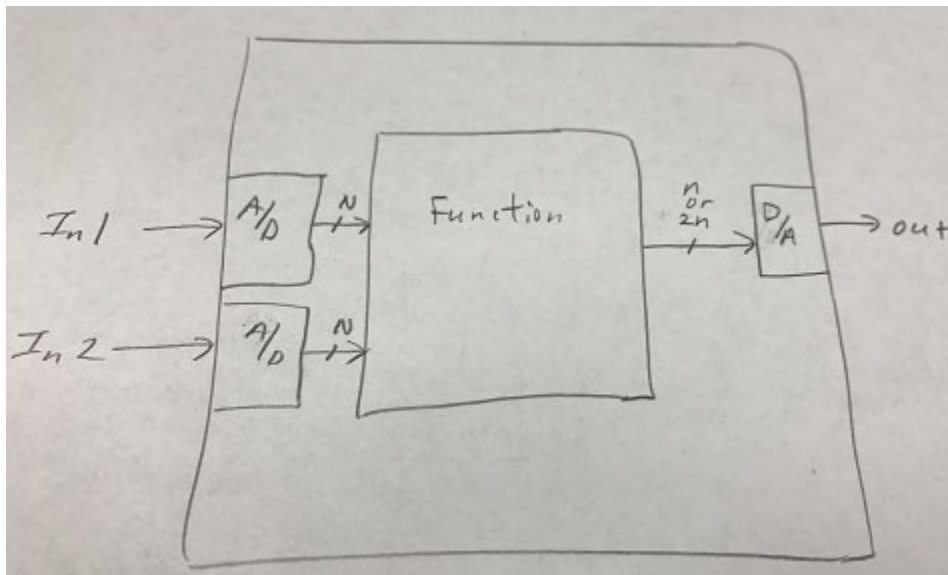 In 1
A/D
N
Function
n
or
2n
D/A
out
In 2
A/D
N